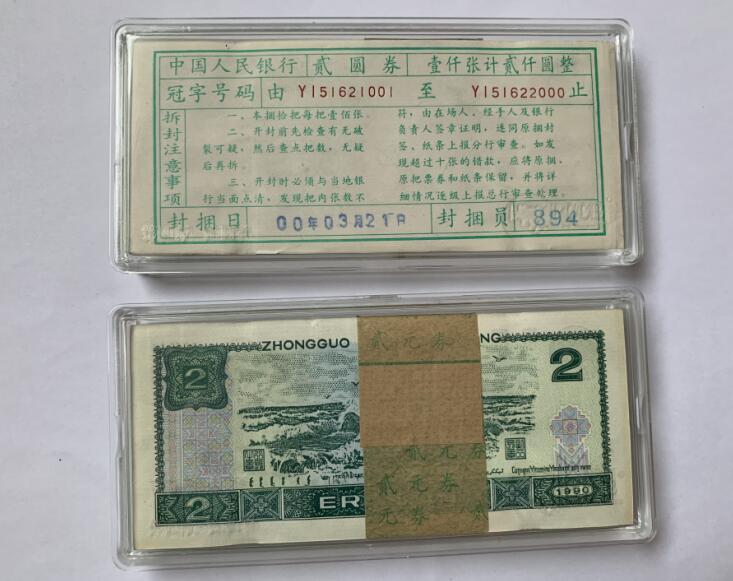 中国人民银行 贰圆券 壹仟张计贰仟圆整
冠字号码 由 YI51621001 至 YI51622000 止
拆封注意事项
一、本捆拾把每把壹佰张。
二、开封前先检查有无破
裂可疑，然后查点把数，无疑
后再拆。
三、开封时必须与当地银
行当面点清，发现把内张数不
符，由在场人、经手人及银行
负责人签章证明，连同原捆封
签、纸条上报分行审查。如发
现超过十张的错款，应将原捆
原把票券和纸条保留，并将详
细情况逐级上报总行审查处理。
封捆日 00年03月21日 封捆员 894
ZHONGGUO
NG
贰元券
2
2
贰元券
贰元券
元券 贰
2
ER
1990